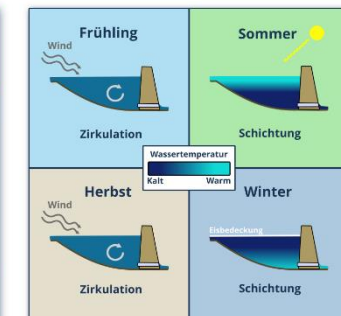 Frühling
Wind
Zirkulation
Sommer
Schichtung
Wassertemperatur
Kalt
Warm
Herbst
Wind
Zirkulation
Winter
Eisbedeckung
Schichtung